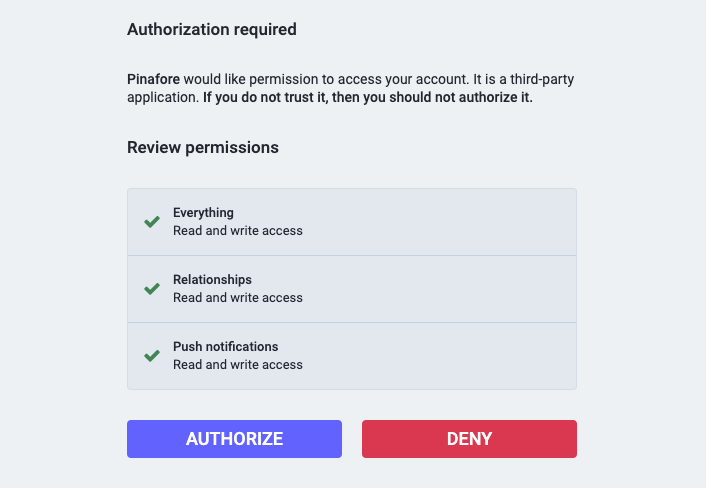 Authorization required
Pinafore would like permission to access your account. It is a third-party
application. If you do not trust it, then you should not authorize it.
Review permissions
Everything
Read and write access
Relationships
Read and write access
Push notifications
Read and write access
AUTHORIZE
DENY